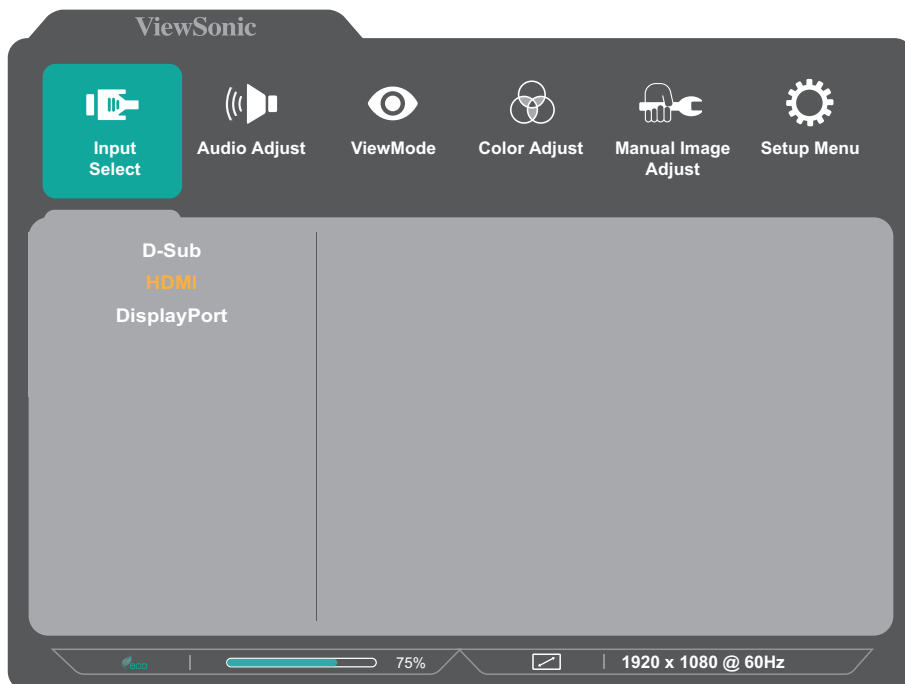 ViewSonic
Input
Select
Audio Adjust
ViewMode
Color Adjust
Manual Image
Adjust
Setup Menu
D-Sub
HDMI
DisplayPort
eco
75%
1920 x 1080 @ 60Hz